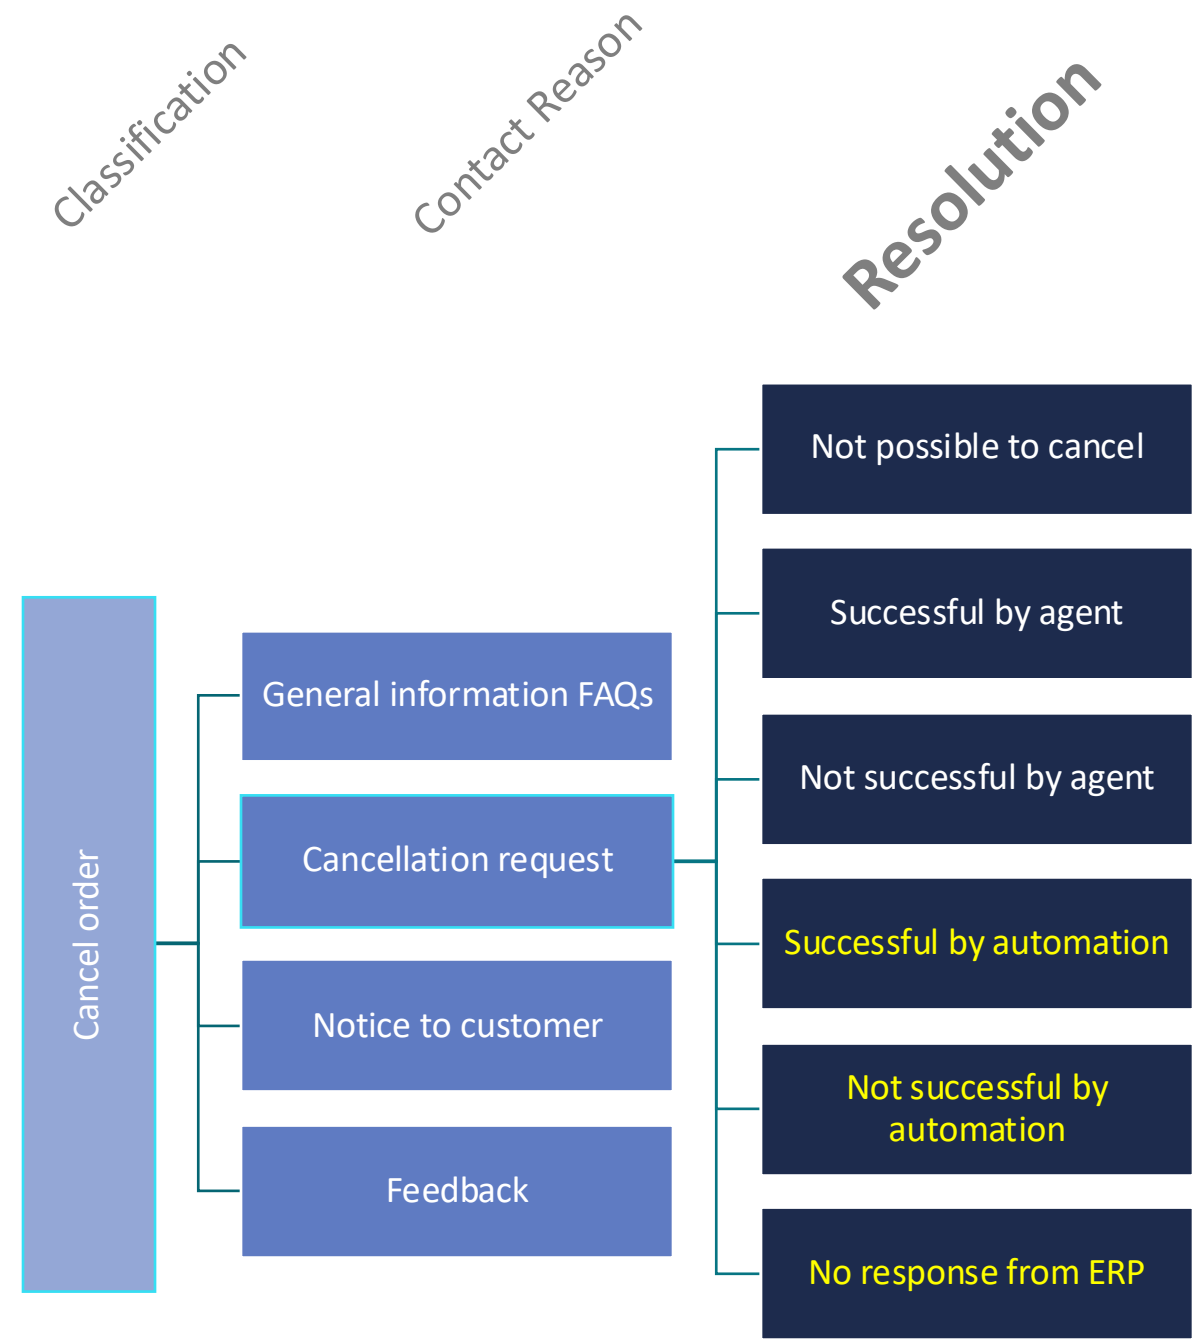 Classification
Contact Reason
Resolution
Cancel order
General information FAQs
Cancellation request
Notice to customer
Feedback
Not possible to cancel
Successful by agent
Not successful by agent
Successful by automation
Not successful by
automation
No response from ERP